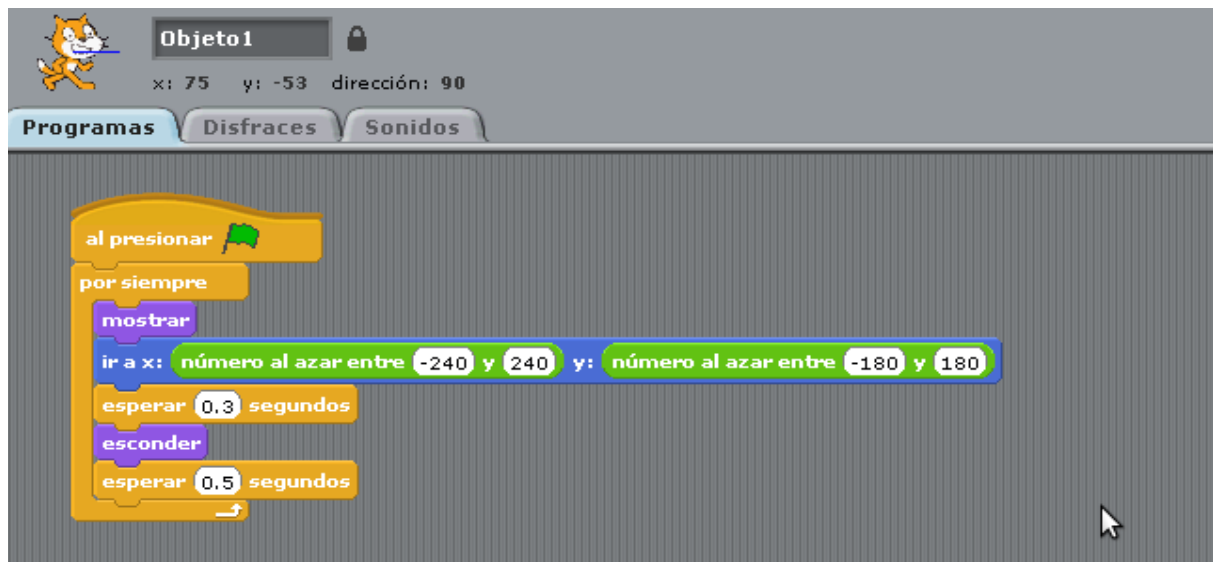 Objeto1
x: 75 y: -53 dirección: 90
Programas Disfraces Sonidos
al presionar
por siempre
mostrar
ir a x: número al azar entre -240 y 240 y: número al azar entre -180 y 180
esperar 0.3 segundos
esconder
esperar 0.5 segundos